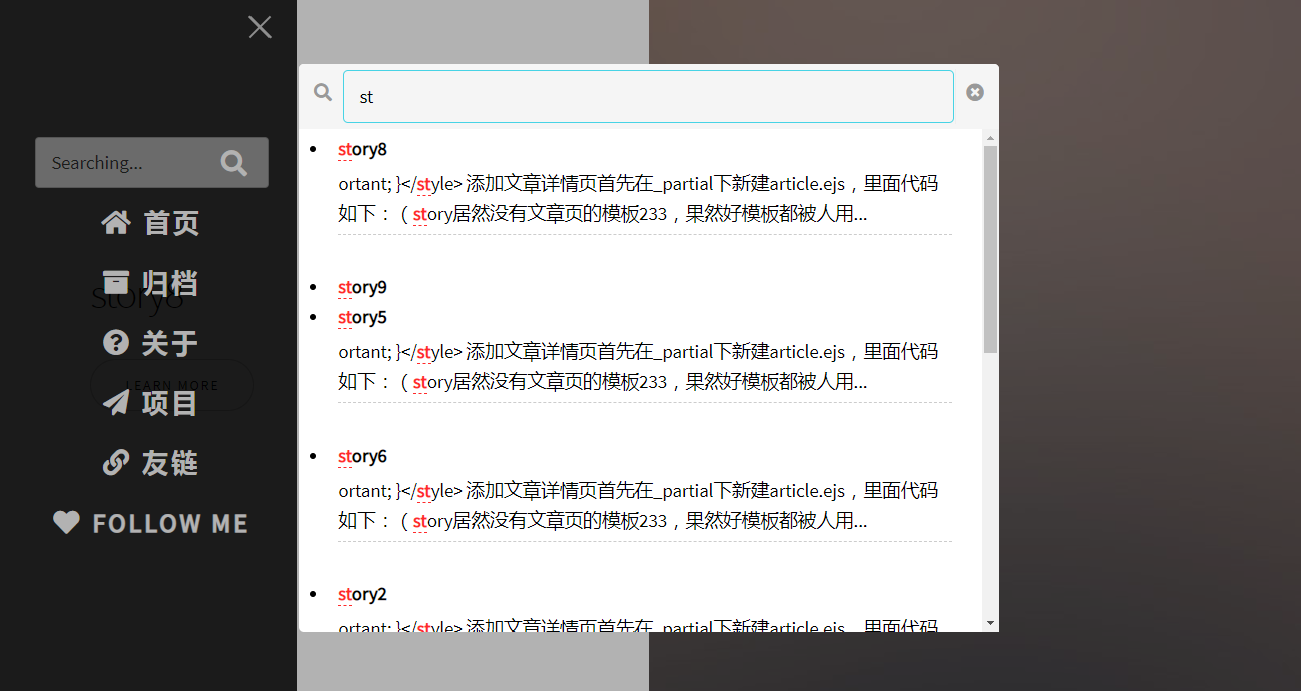 Searching...
首页
归档
story8
关于
LEARN MORE
项目
友链
FOLLOW ME
st
story8
ortant; }</style> 添加文章详情页首先在_partial下新建article.ejs，里面代码
如下：（story居然没有文章页的模板233，果然好模板都被人用...
story9
story5
ortant; }</style> 添加文章详情页首先在_partial下新建article.ejs，里面代码
如下：（story居然没有文章页的模板233，果然好模板都被人用...
story6
ortant; }</style> 添加文章详情页首先在_partial下新建article.ejs，里面代码
如下：（story居然没有文章页的模板233，果然好模板都被人用...
story2
ortant; }</style> 添加文章详情页首先在_partial下新建article.ejs，里面代码